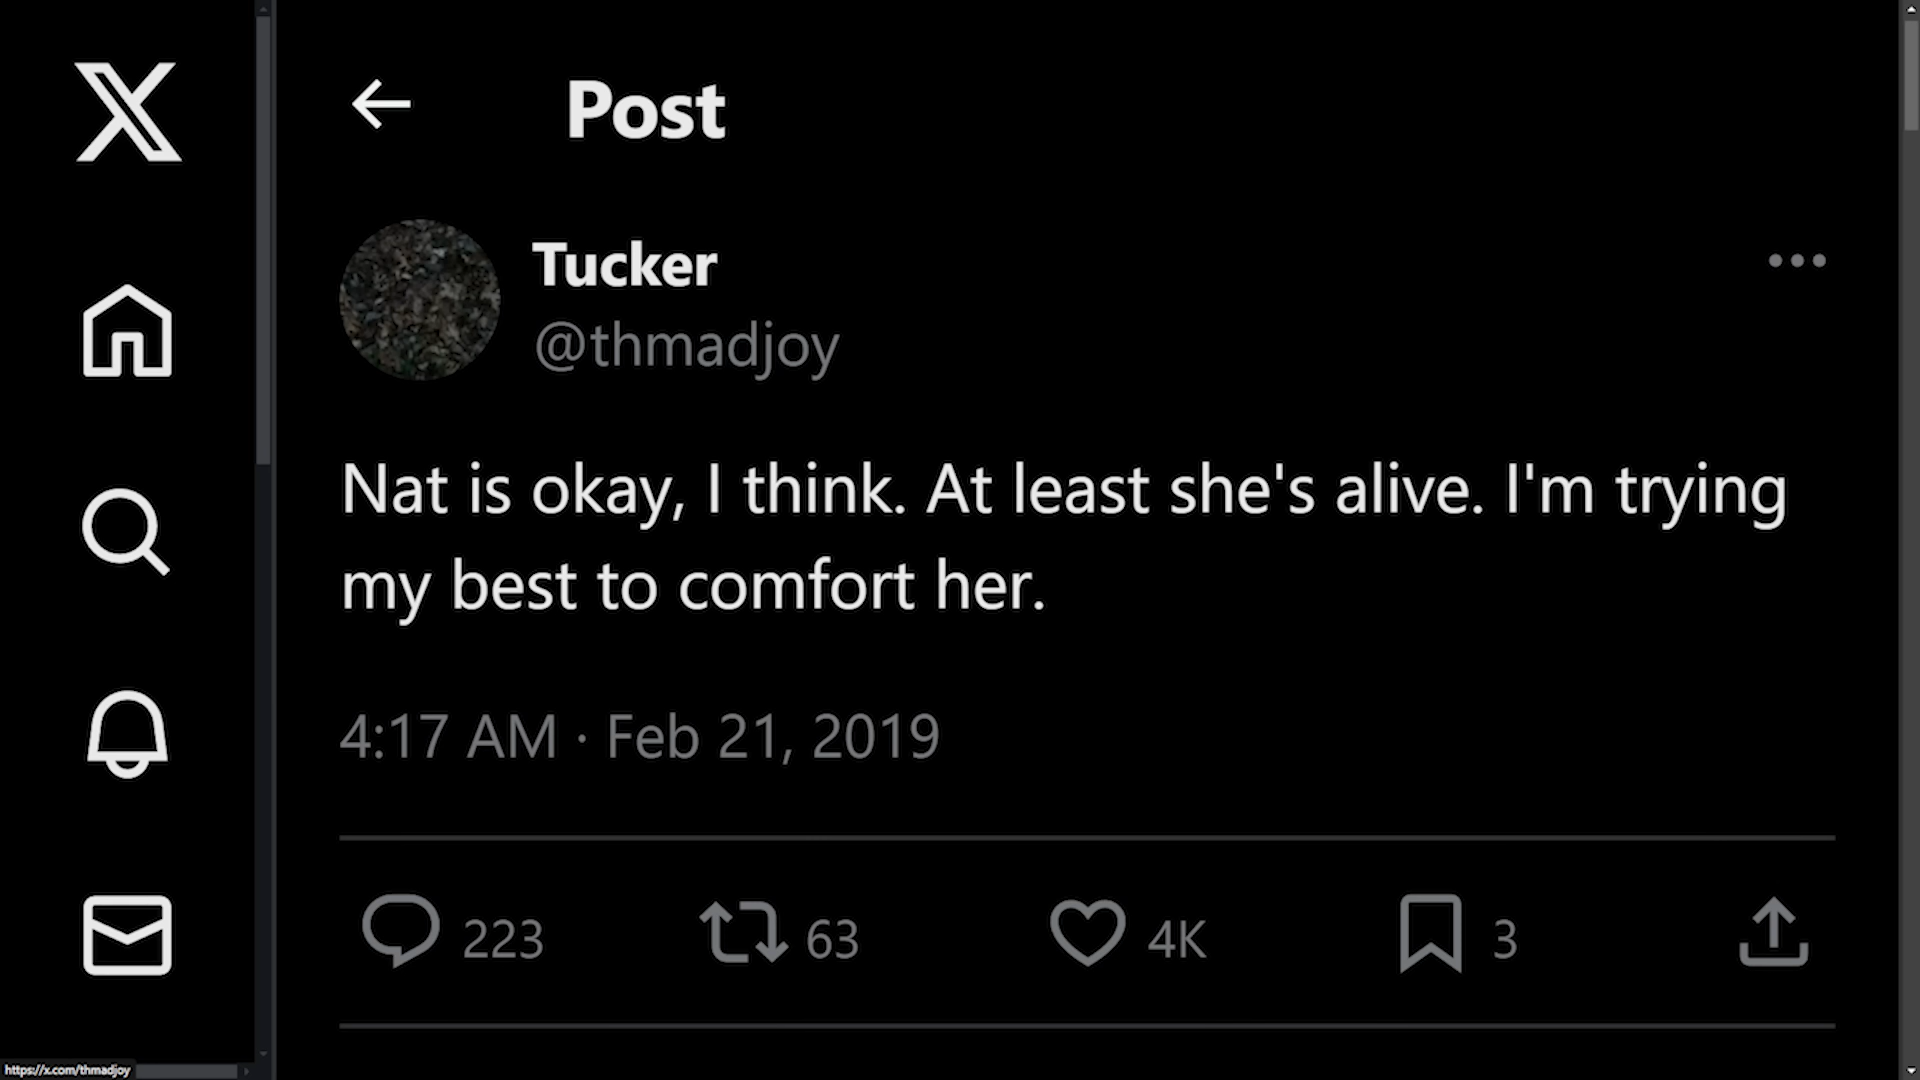 Post
Tucker
@thmadjoy
Nat is okay, I think. At least she's alive. I'm trying
my best to comfort her.
4:17 AM · Feb 21, 2019
223 63 4K 3
https://x.com/thmadjoy